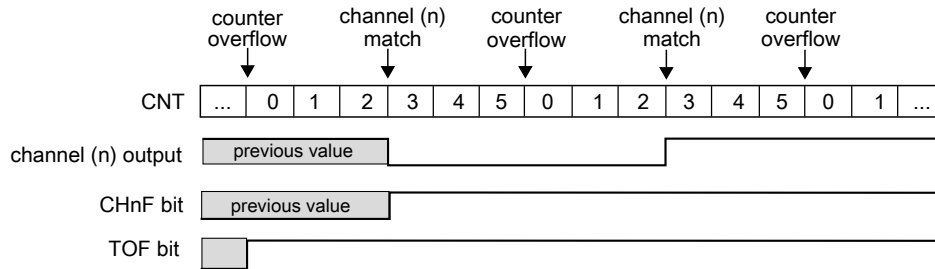 counter overflow
channel (n) match
counter overflow
channel (n) match
counter overflow
CNT ... 0 1 2 3 4 5 0 1 2 3 4 5 0 1 ...
channel (n) output previous value
CHnF bit previous value
TOF bit